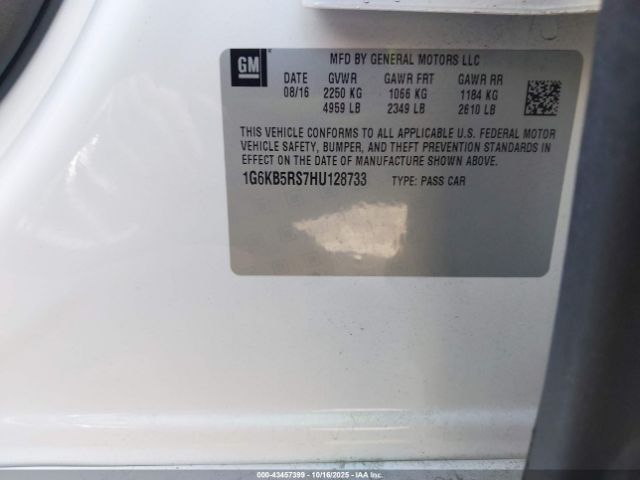 GM
MFD BY GENERAL MOTORS LLC
DATE GVWR GAWR FRT GAWR RR
08/16 2250 KG 1066 KG 1184 KG
4959 LB 2349 LB 2610 LB
THIS VEHICLE CONFORMS TO ALL APPLICABLE U.S. FEDERAL MOTOR
VEHICLE SAFETY, BUMPER, AND THEFT PREVENTION STANDARDS IN
EFFECT ON THE DATE OF MANUFACTURE SHOWN ABOVE.
1G6KB5RS7HU128733 TYPE: PASS CAR
000-43457399 - 10/16/2025 - IAAI.COM